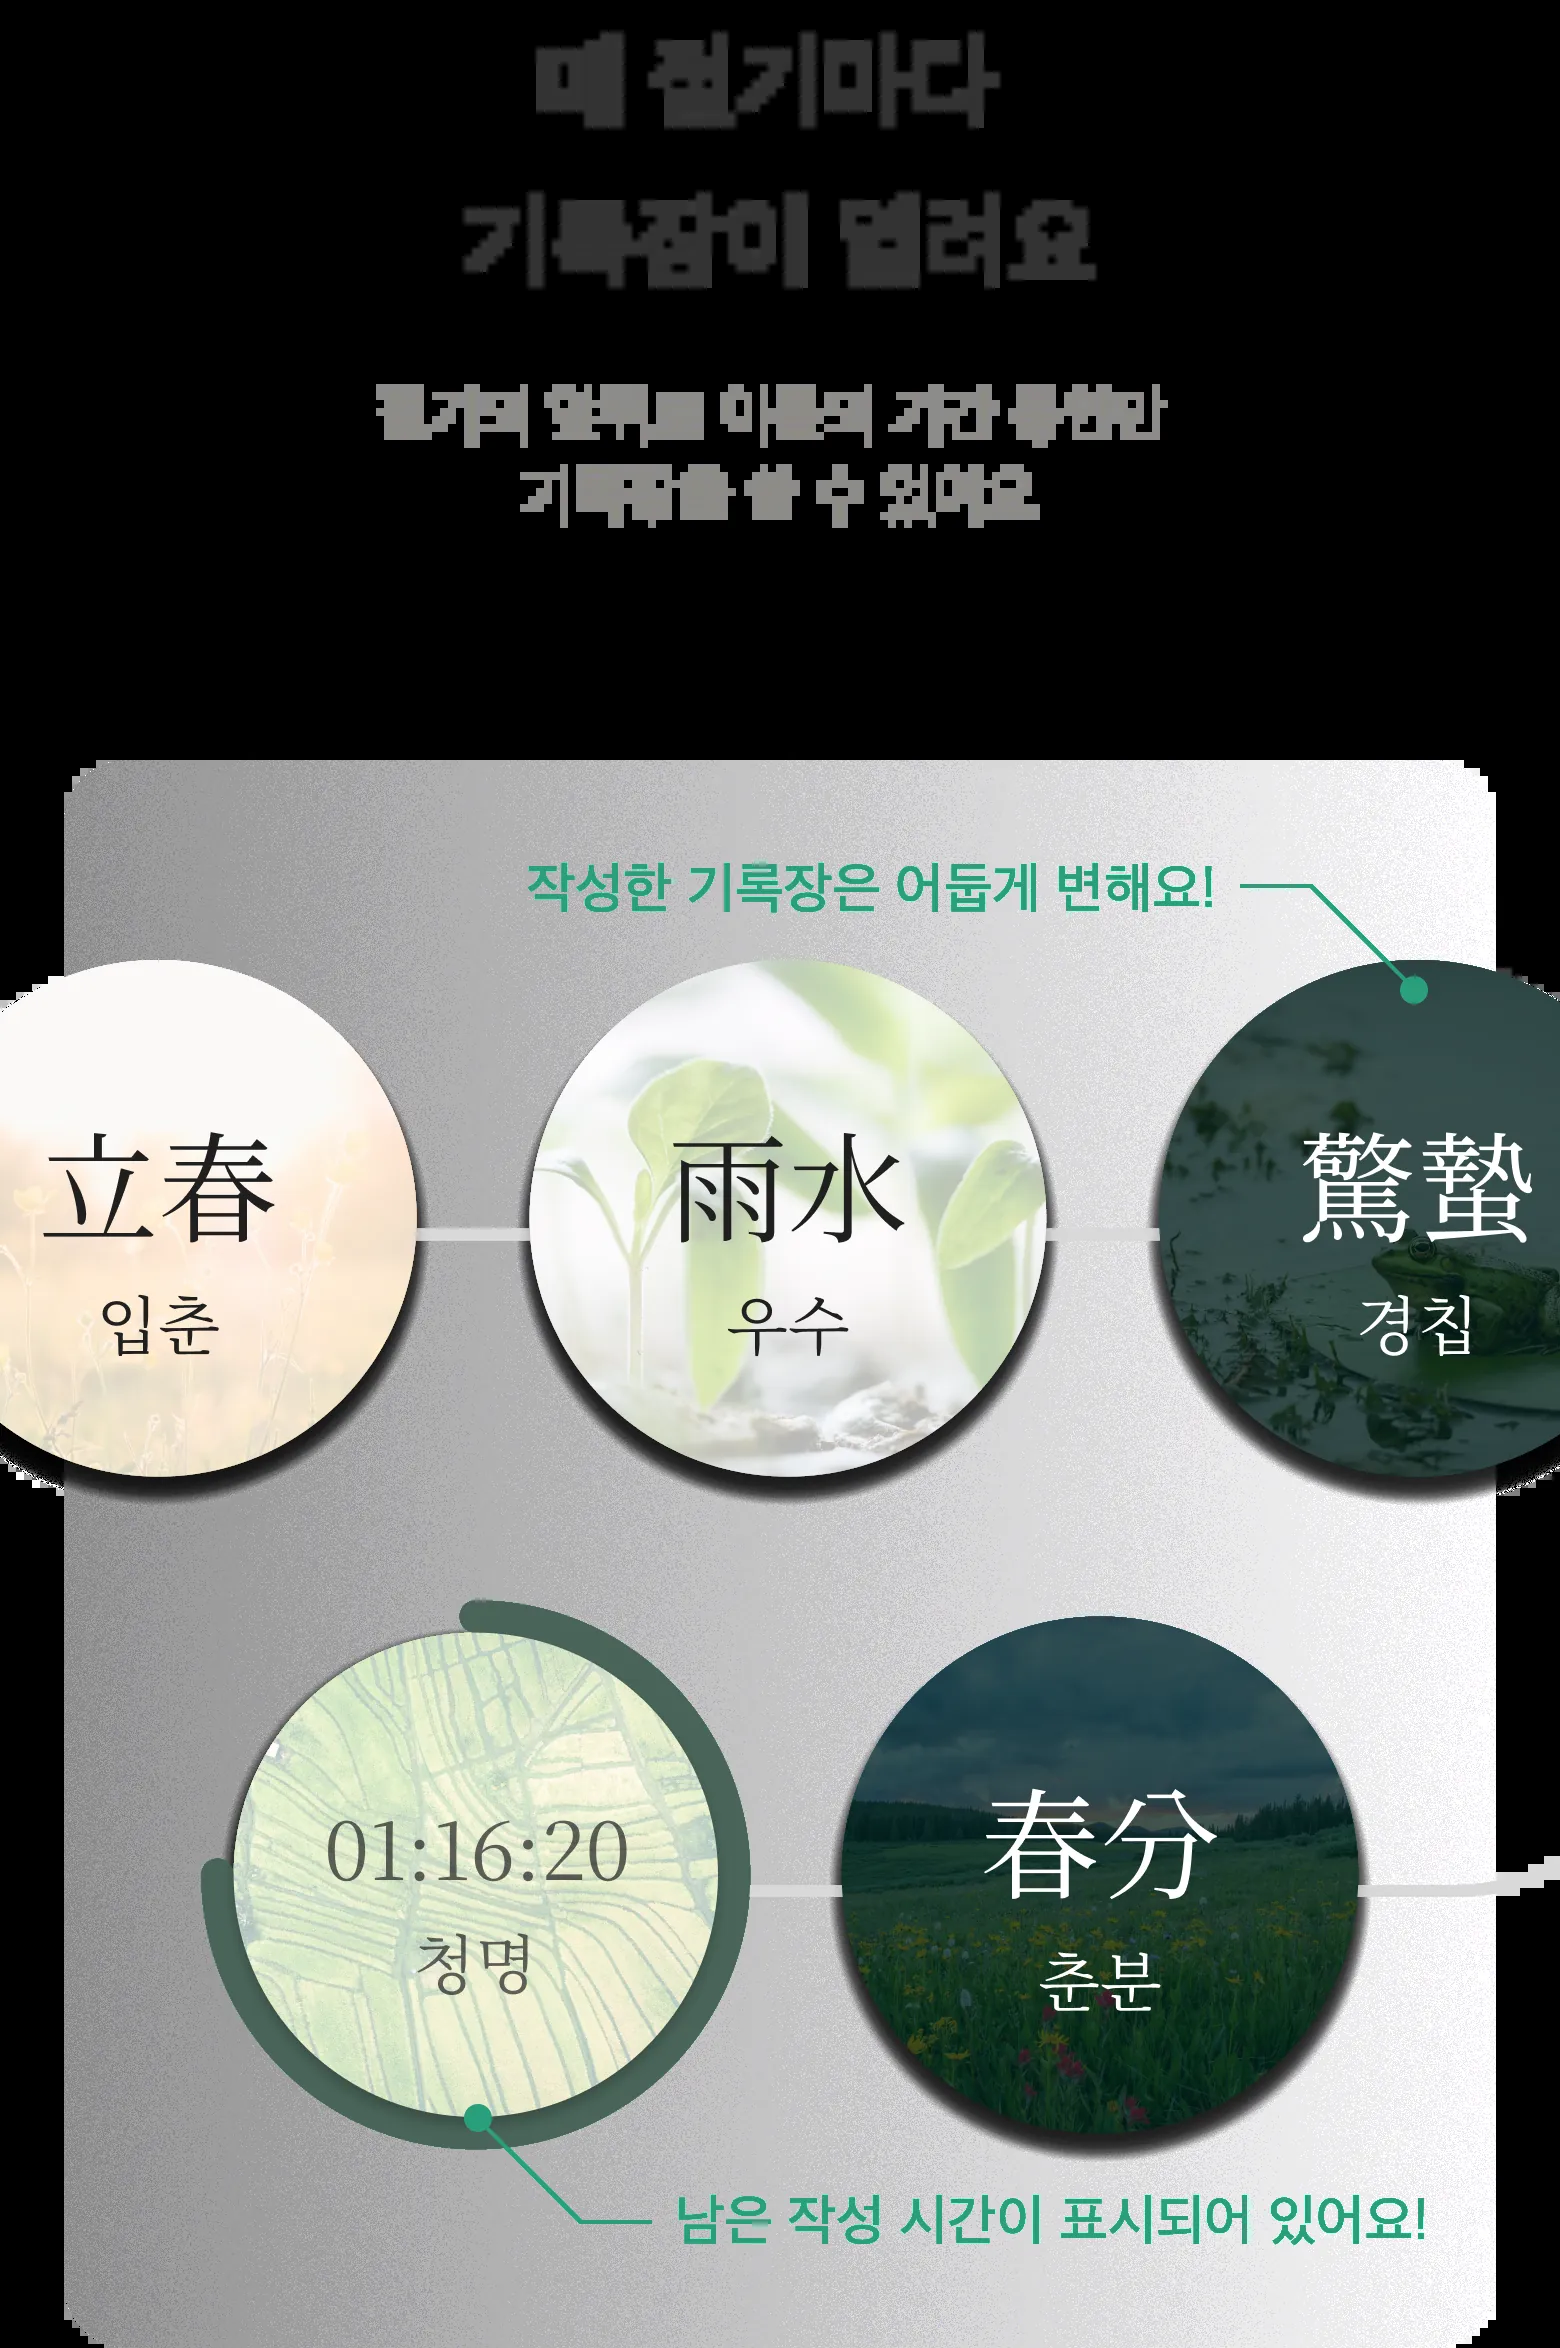 매 절기마다
기록장이 열려요
절기의 앞뒤로 이틀의 기간 동안만
기록장을 쓸 수 있어요
작성한 기록장은 어둡게 변해요!
立春
입춘
雨水
우수
驚蟄
경칩
01:16:20
청명
春分
춘분
남은 작성 시간이 표시되어 있어요!